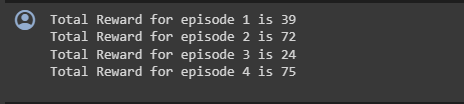 Total Reward for episode 1 is 39
Total Reward for episode 2 is 72
Total Reward for episode 3 is 24
Total Reward for episode 4 is 75